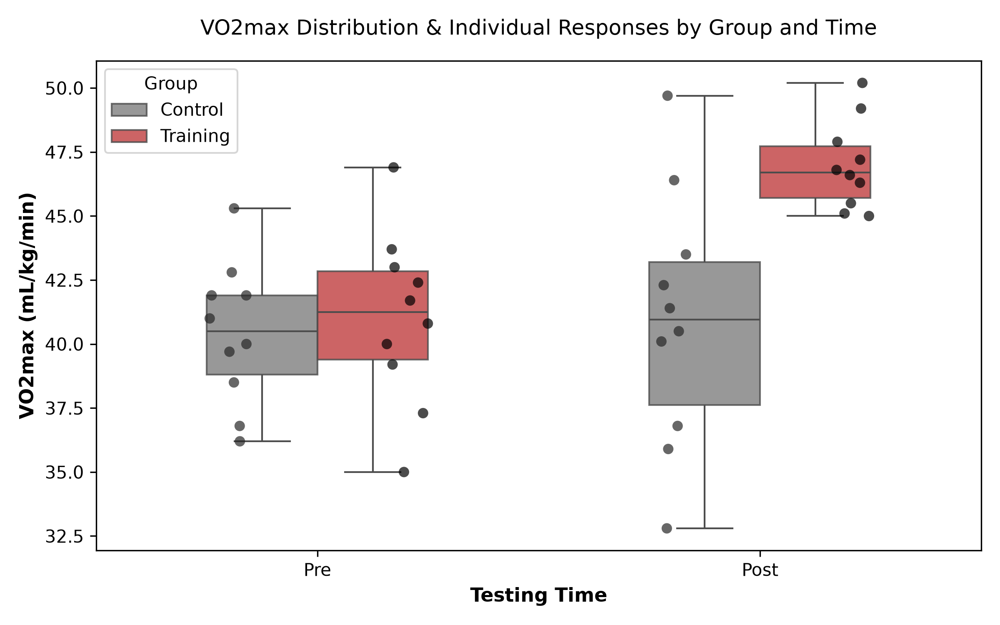 VO2max Distribution & Individual Responses by Group and Time
Group
Control
Training
VO2max (mL/kg/min)
50.0
47.5
45.0
42.5
40.0
37.5
35.0
32.5
Pre
Post
Testing Time